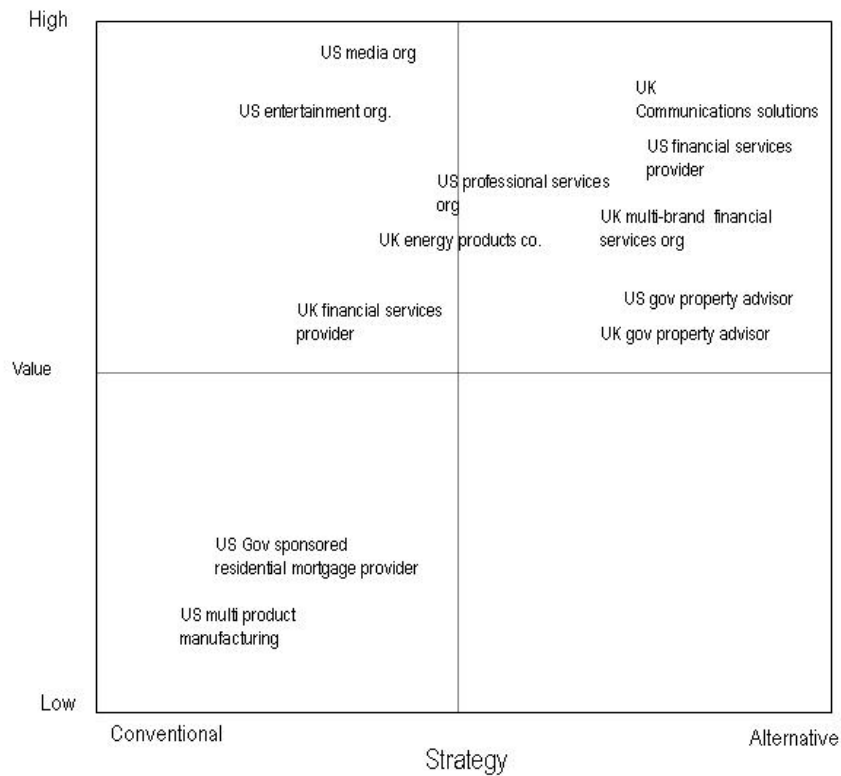 High
US media org
UK
Communications solutions
US entertainment org.
US financial services
provider
US professional services
org
UK multi-brand financial
services org
UK energy products co.
US gov property advisor
UK financial services
provider
UK gov property advisor
Value
US Gov sponsored
residential mortgage provider
US multi product
manufacturing
Low
Conventional
Alternative
Strategy